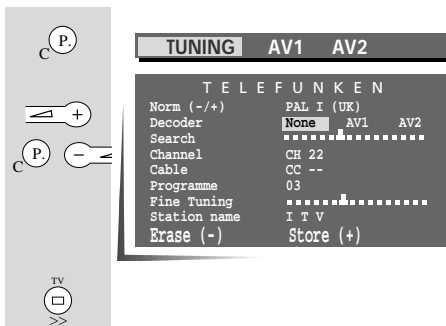 P.
C
TUNING AV1 AV2
T E L E F U N K E N
Norm (-/+) PAL I (UK)
Decoder None AV1 AV2
Search
Channel CH 22
Cable CC --
Programme 03
Fine Tuning
Station name I T V
Erase (-) Store (+)
+
P.
C
−
TV
>>